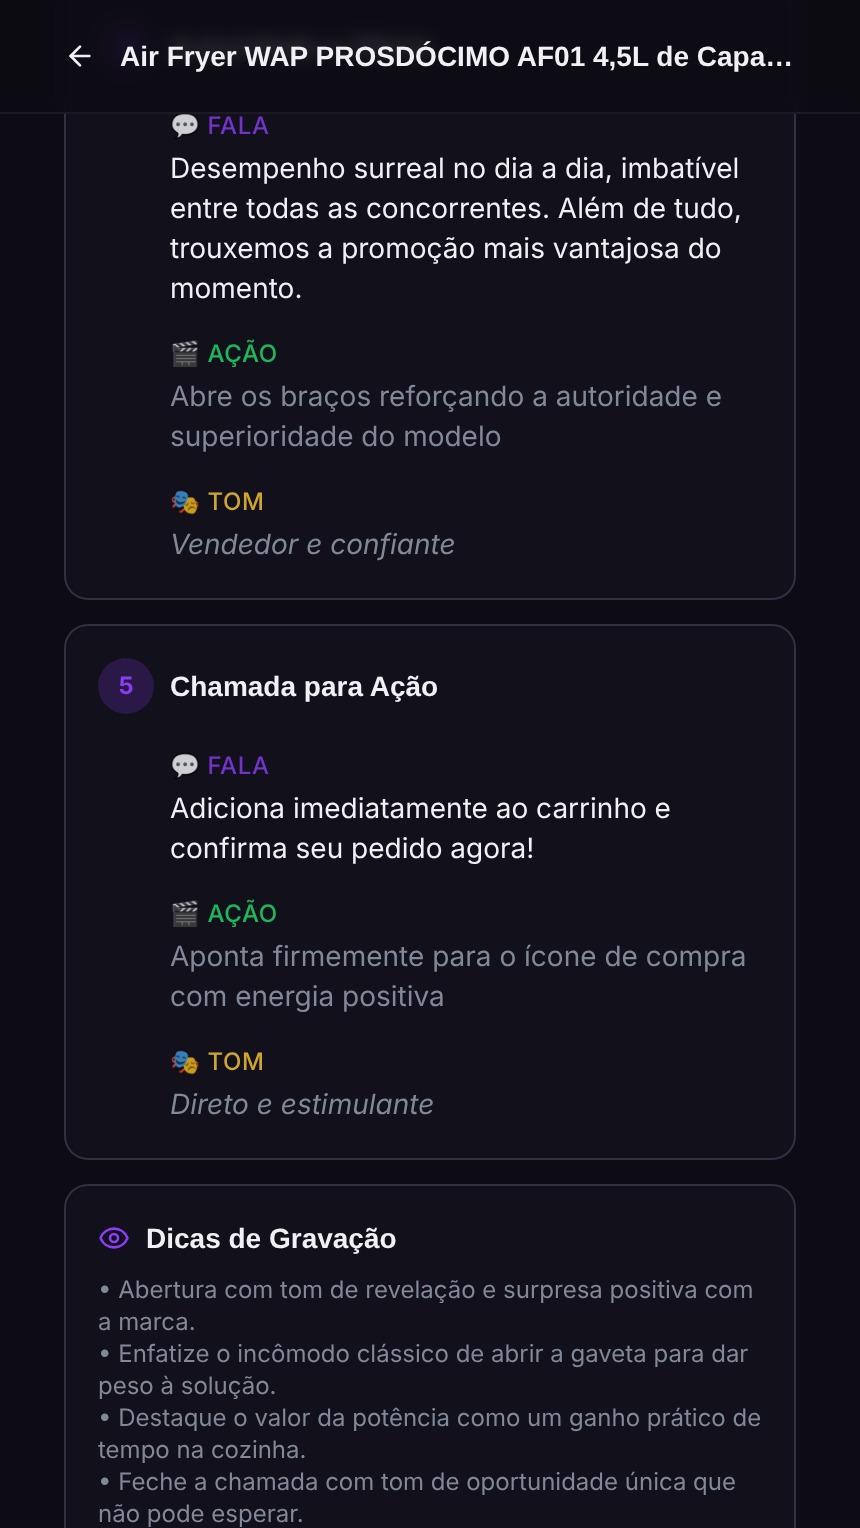 Air Fryer WAP PROSDÓCIMO AF01 4,5L de Capa...
💬 FALA
Desempenho surreal no dia a dia, imbatível
entre todas as concorrentes. Além de tudo,
trouxemos a promoção mais vantajosa do
momento.
🎬 AÇÃO
Abre os braços reforçando a autoridade e
superioridade do modelo
🎭 TOM
Vendedor e confiante
5 Chamada para Ação
💬 FALA
Adiciona imediatamente ao carrinho e
confirma seu pedido agora!
🎬 AÇÃO
Aponta firmemente para o ícone de compra
com energia positiva
🎭 TOM
Direto e estimulante
Dicas de Gravação
• Abertura com tom de revelação e surpresa positiva com
a marca.
• Enfatize o incômodo clássico de abrir a gaveta para dar
peso à solução.
• Destaque o valor da potência como um ganho prático de
tempo na cozinha.
• Feche a chamada com tom de oportunidade única que
não pode esperar.